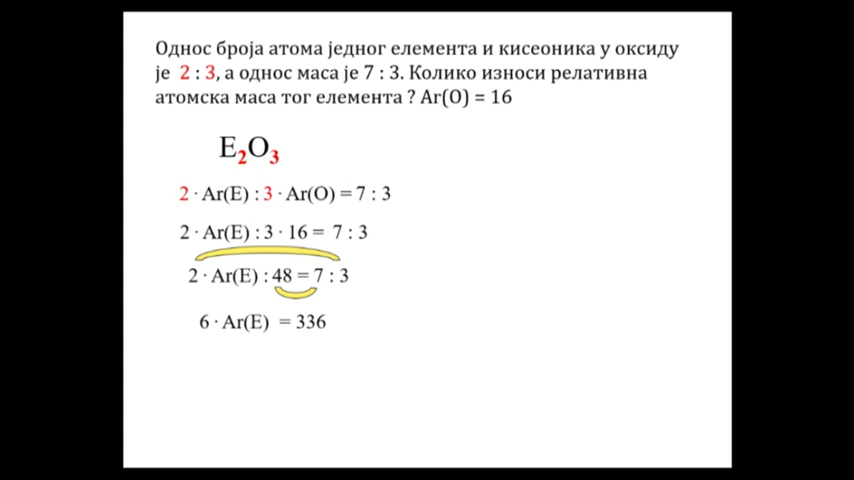 Однос броја атома једног елемента и кисеоника у оксиду
је 2 : 3, а однос маса је 7 : 3. Колико износи релативна
атомска маса тог елемента ? Ar(O) = 16
E₂O₃
2 · Ar(E) : 3 · Ar(O) = 7 : 3
2 · Ar(E) : 3 · 16 = 7 : 3
2 · Ar(E) : 48 = 7 : 3
6 · Ar(E) = 336